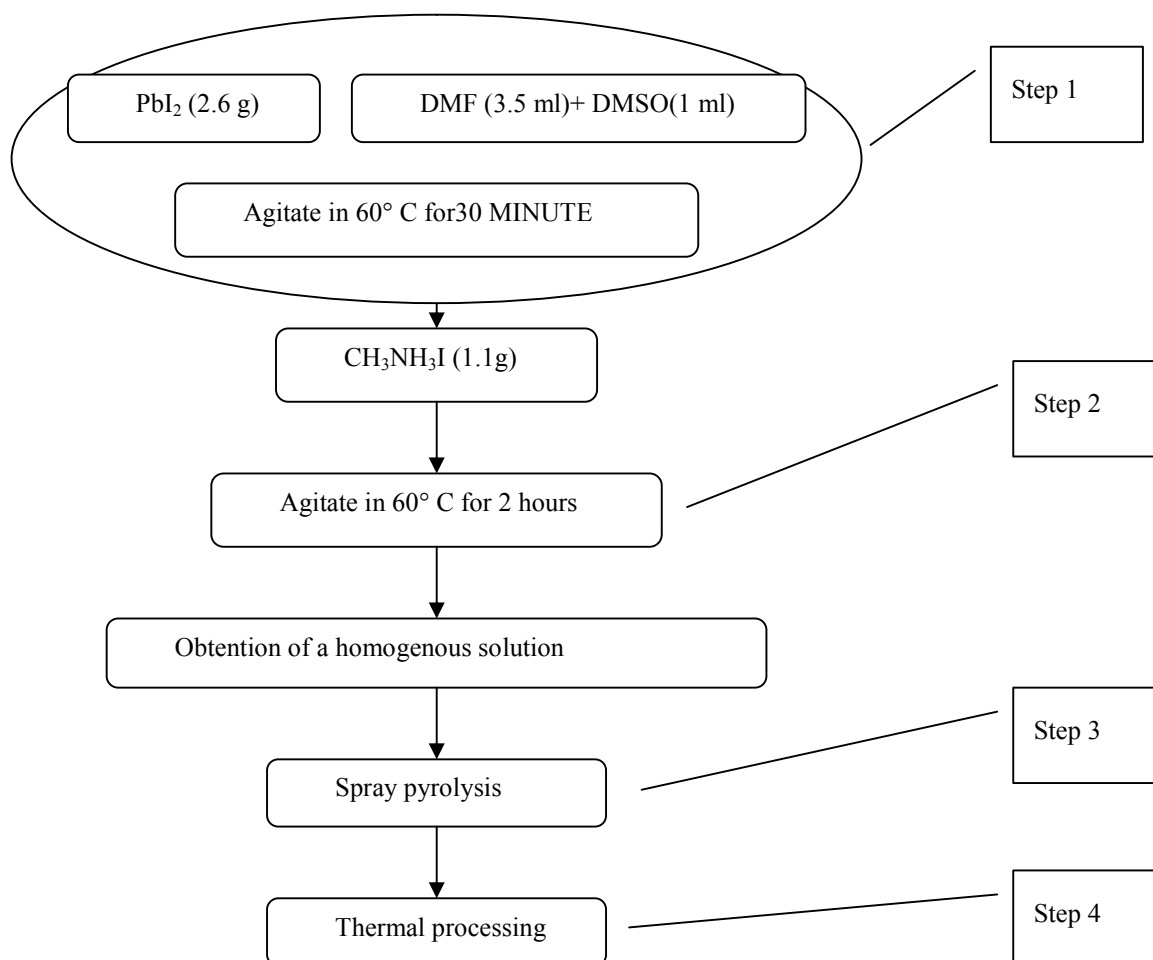 PbI₂ (2.6 g)
DMF (3.5 ml)+ DMSO(1 ml)
Step 1
Agitate in 60° C for30 MINUTE
CH₃NH₃I (1.1g)
Step 2
Agitate in 60° C for 2 hours
Obtention of a homogenous solution
Step 3
Spray pyrolysis
Step 4
Thermal processing